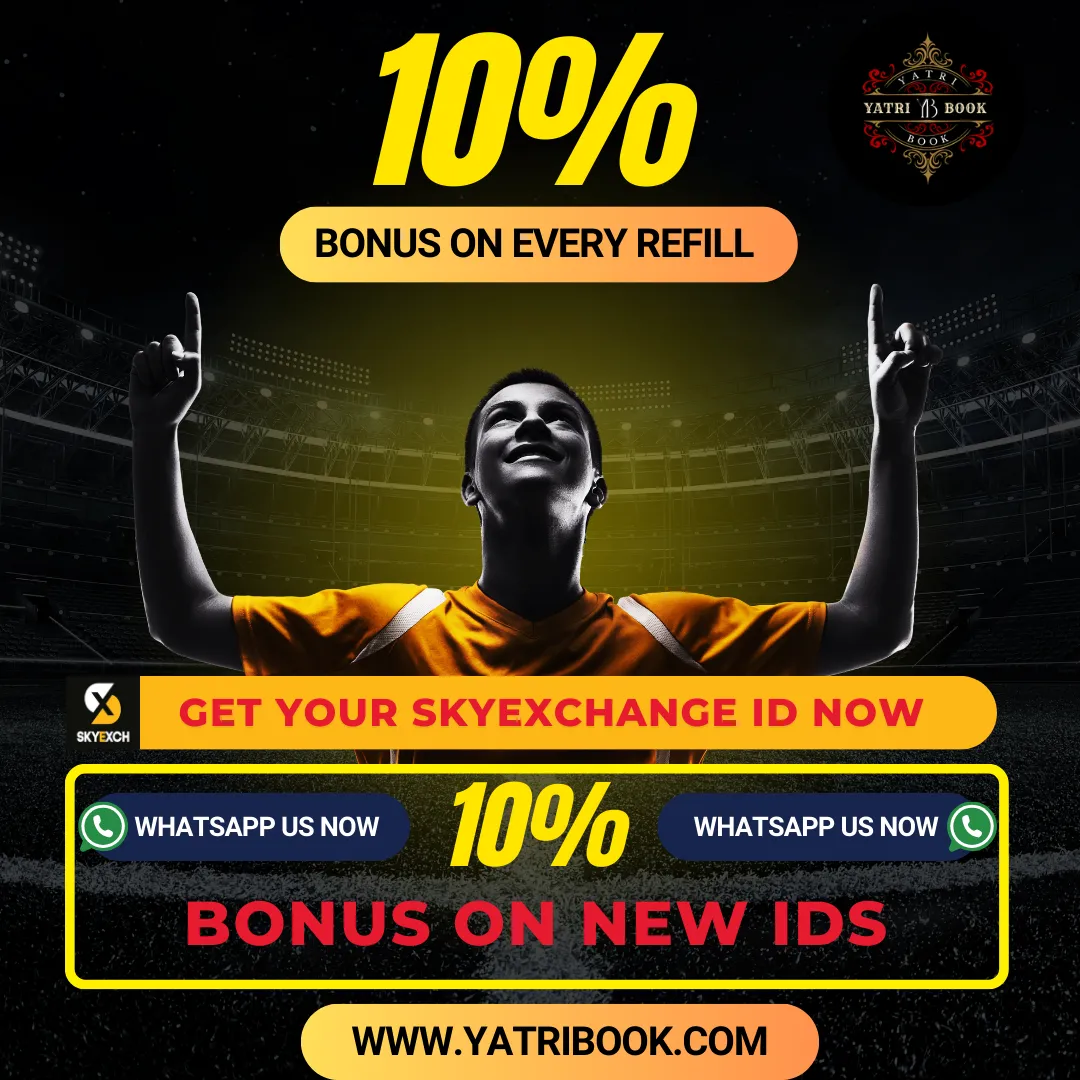 10%
YATRI
YATRI YB BOOK
BOOK
BONUS ON EVERY REFILL
GET YOUR SKYEXCHANGE ID NOW
SKYEXCH
WHATSAPP US NOW
10%
WHATSAPP US NOW
BONUS ON NEW IDS
WWW.YATRIBOOK.COM